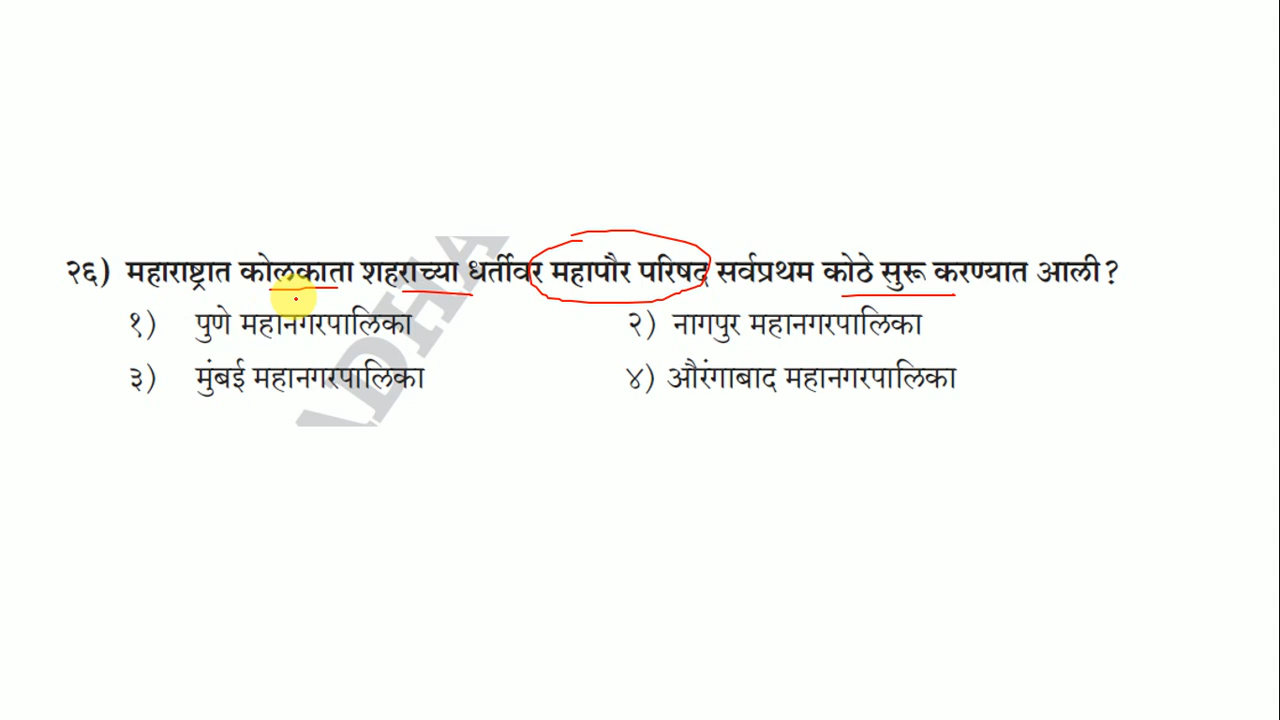 २६) महाराष्ट्रात कोलकाता शहराच्या धर्तीवर महापौर परिषद सर्वप्रथम कोठे सुरू करण्यात आली?
१) पुणे महानगरपालिका २) नागपुर महानगरपालिका
३) मुंबई महानगरपालिका ४) औरंगाबाद महानगरपालिका
ADHA